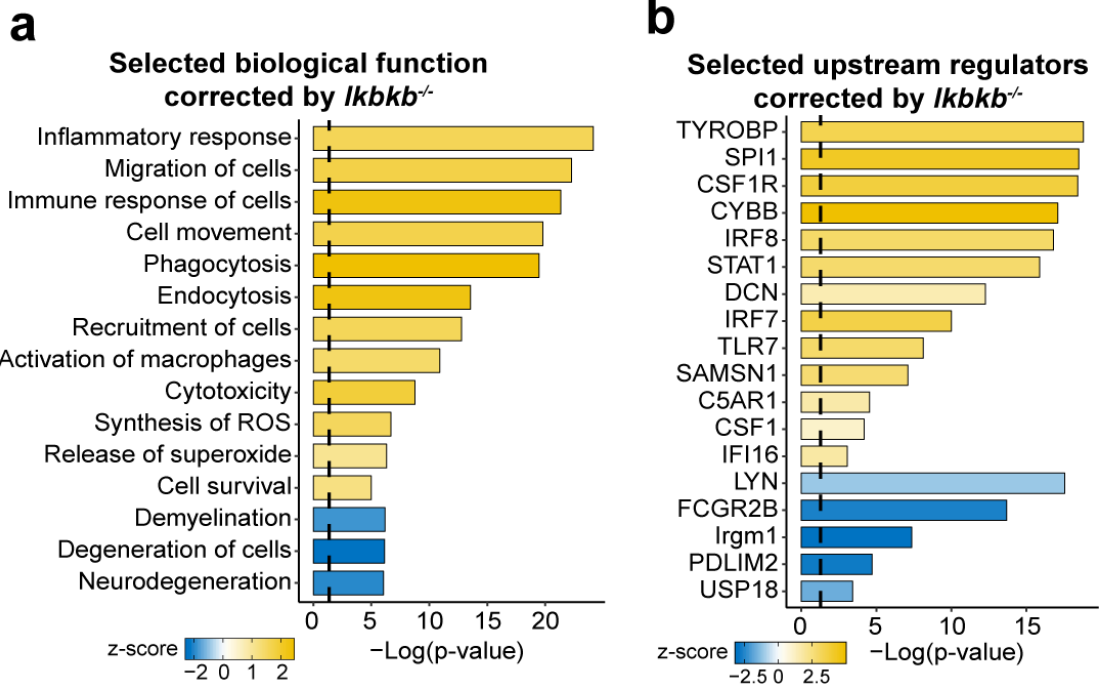 a
Selected biological function
corrected by Ikbkb-/-
Inflammatory response
Migration of cells
Immune response of cells
Cell movement
Phagocytosis
Endocytosis
Recruitment of cells
Activation of macrophages
Cytotoxicity
Synthesis of ROS
Release of superoxide
Cell survival
Demyelination
Degeneration of cells
Neurodegeneration
0 5 10 15 20
−Log(p-value)
z-score
−2 0 1 2
b
Selected upstream regulators
corrected by Ikbkb-/-
TYROBP
SPI1
CSF1R
CYBB
IRF8
STAT1
DCN
IRF7
TLR7
SAMSN1
C5AR1
CSF1
IFI16
LYN
FCGR2B
Irgm1
PDLIM2
USP18
0 5 10 15
−Log(p-value)
z-score
−2.5 0 2.5